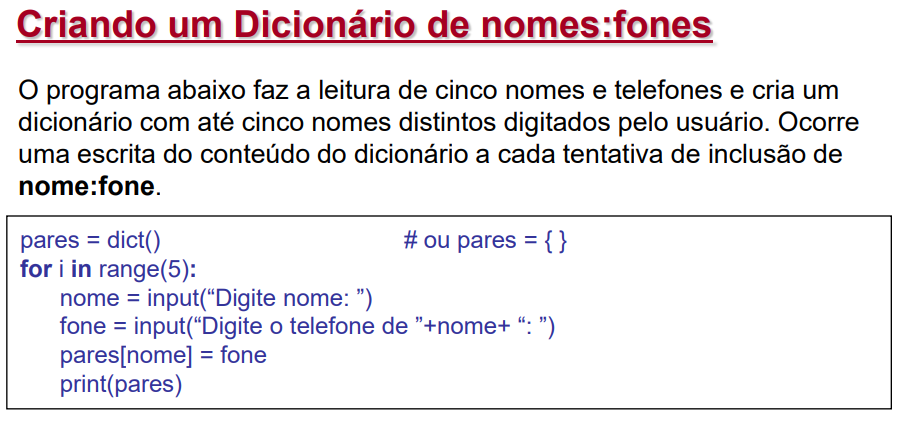 Criando um Dicionário de nomes:fones
O programa abaixo faz a leitura de cinco nomes e telefones e cria um
dicionário com até cinco nomes distintos digitados pelo usuário. Ocorre
uma escrita do conteúdo do dicionário a cada tentativa de inclusão de
nome:fone.
pares = dict() # ou pares = { }
for i in range(5):
nome = input(“Digite nome: ”)
fone = input(“Digite o telefone de ”+nome+ “: ”)
pares[nome] = fone
print(pares)